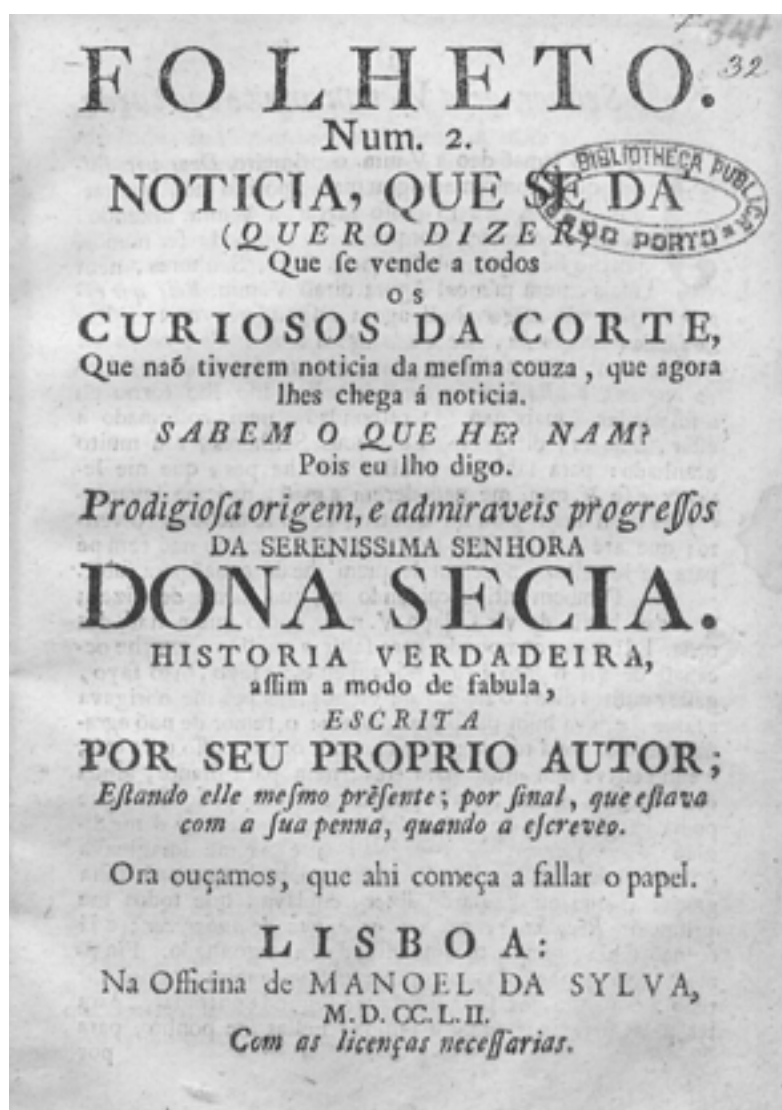 341
32
FOLHETO.
Num. 2.
NOTICIA, QUE SE DA
(QUERO DIZER)
Que ſe vende a todos
OS
CURIOSOS DA CORTE,
Que naõ tiverem noticia da meſma couza, que agora
lhes chega á noticia.
SABEM O QUE HE? NAM?
Pois eu lho digo.
Prodigioſa origem, e admiraveis progreſſos
DA SERENISSIMA SENHORA
DONA SECIA.
HISTORIA VERDADEIRA,
aſſim a modo de fabula,
ESCRITA
POR SEU PROPRIO AUTOR;
Eſtando elle meſmo prẽſente; por ſinal, que eſtava
com a ſua penna, quando a eſcreveo.
Ora ouçamos, que ahi começa a fallar o papel.
LISBOA:
Na Officina de MANOEL DA SYLVA,
M. D. CC. L. II.
Com as licenças neceſſarias.
BIBLIOTHECA PUBLICA
DO PORTO